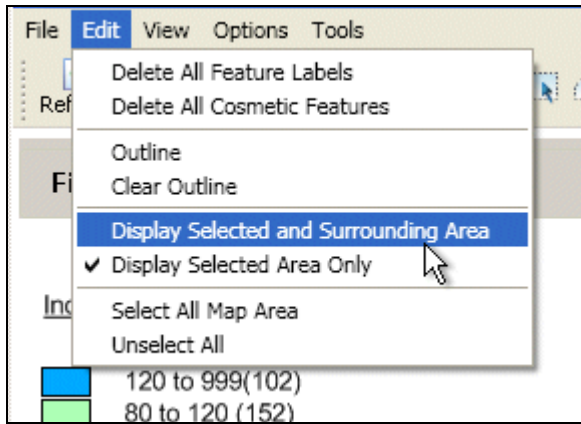 File Edit View Options Tools
Delete All Feature Labels
Ref
Delete All Cosmetic Features
Outline
Fi
Clear Outline
Display Selected and Surrounding Area
✔ Display Selected Area Only
Ind
Select All Map Area
Unselect All
120 to 999(102)
80 to 120 (152)